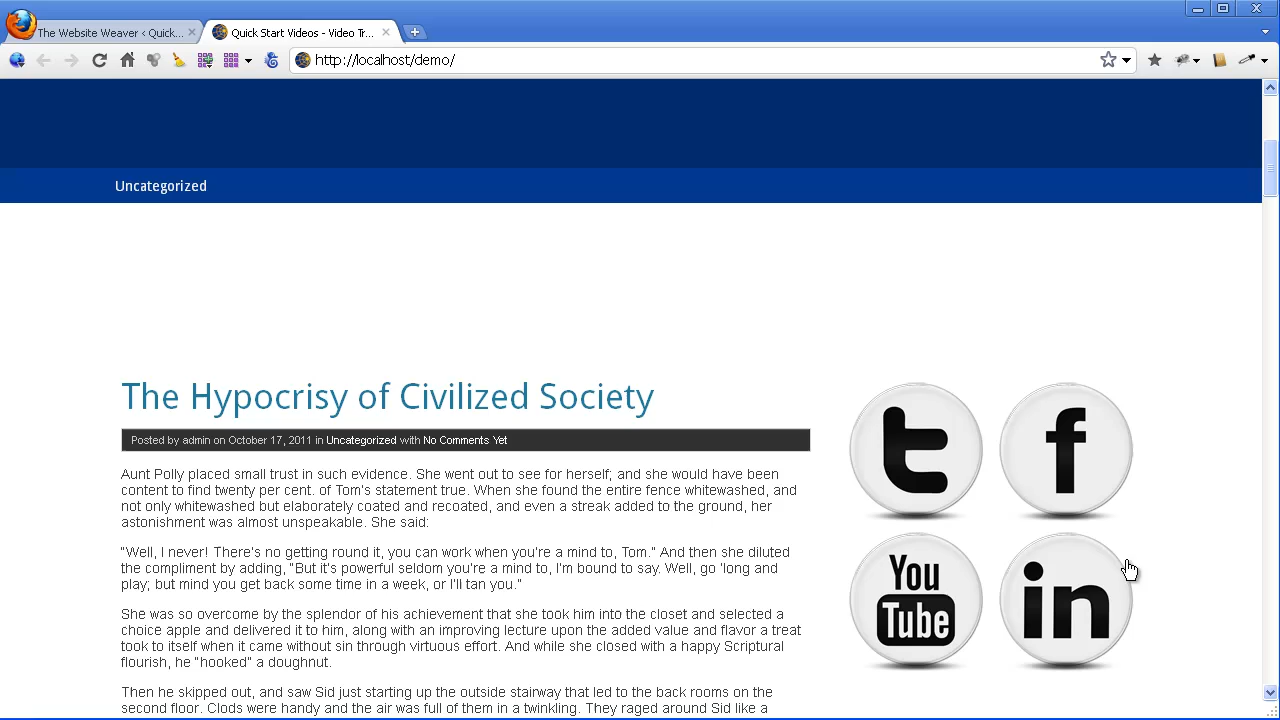 The Website Weaver ‹ Quick...
Quick Start Videos - Video Tr...
http://localhost/demo/
Uncategorized
The Hypocrisy of Civilized Society
Posted by admin on October 17, 2011 in Uncategorized with No Comments Yet
Aunt Polly placed small trust in such evidence. She went out to see for herself; and she would have been
content to find twenty per cent. of Tom's statement true. When she found the entire fence whitewashed, and
not only whitewashed but elaborately coated and recoated, and even a streak added to the ground, her
astonishment was almost unspeakable. She said:
"Well, I never! There's no getting round it, you can work when you're a mind to, Tom." And then she diluted
the compliment by adding, "But it's powerful seldom you're a mind to, I'm bound to say. Well, go 'long and
play; but mind you get back some time in a week, or I'll tan you."
She was so overcome by the splendor of his achievement that she took him into the closet and selected a
choice apple and delivered it to him, along with an improving lecture upon the added value and flavor a treat
took to itself when it came without sin through virtuous effort. And while she closed with a happy Scriptural
flourish, he "hooked" a doughnut.
Then he skipped out, and saw Sid just starting up the outside stairway that led to the back rooms on the
second floor. Clods were handy and the air was full of them in a twinkling. They raged around Sid like a
t
f
You
Tube
in